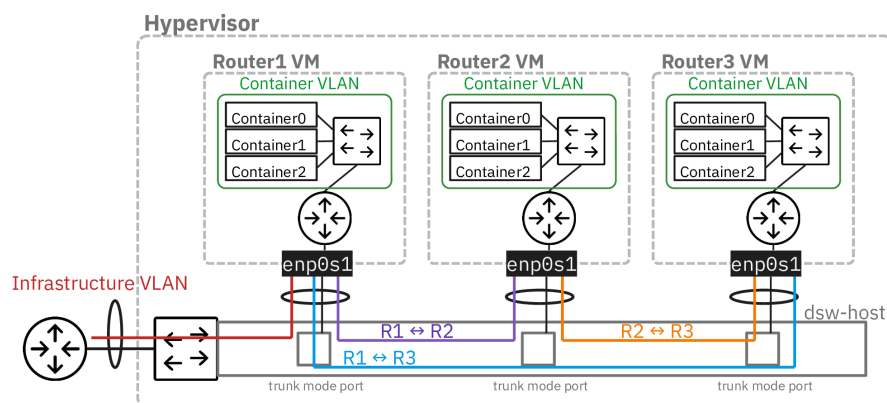 Hypervisor
Router1 VM
Router2 VM
Router3 VM
Container VLAN
Container VLAN
Container VLAN
Container0
Container1
Container2
Container0
Container1
Container2
Container0
Container1
Container2
enp0s1
enp0s1
enp0s1
Infrastructure VLAN
dsw-host
R1 ↔ R2
R2 ↔ R3
R1 ↔ R3
trunk mode port
trunk mode port
trunk mode port